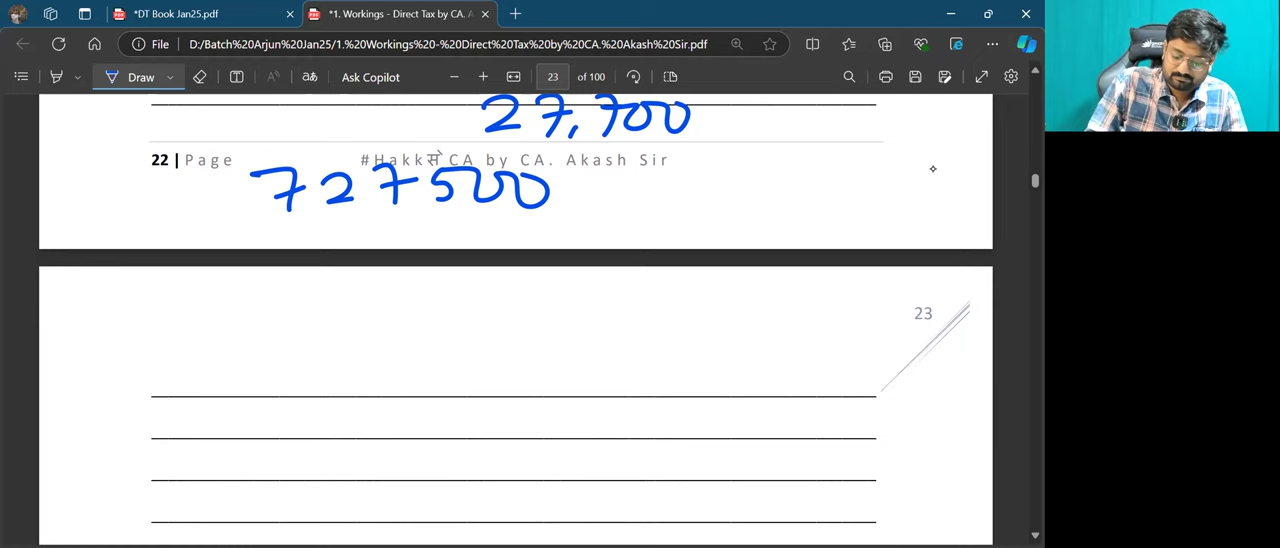 *DT Book Jan25.pdf
*1. Workings - Direct Tax by CA. A
File
D:/Batch%20Arjun%20Jan25/1.%20Workings%20-%20Direct%20Tax%20by%20CA.%20Akash%20Sir.pdf
Draw
aあ
Ask Copilot
23 of 100
27,700
22 | Page #Hakkसे CA by CA. Akash Sir
727500
23